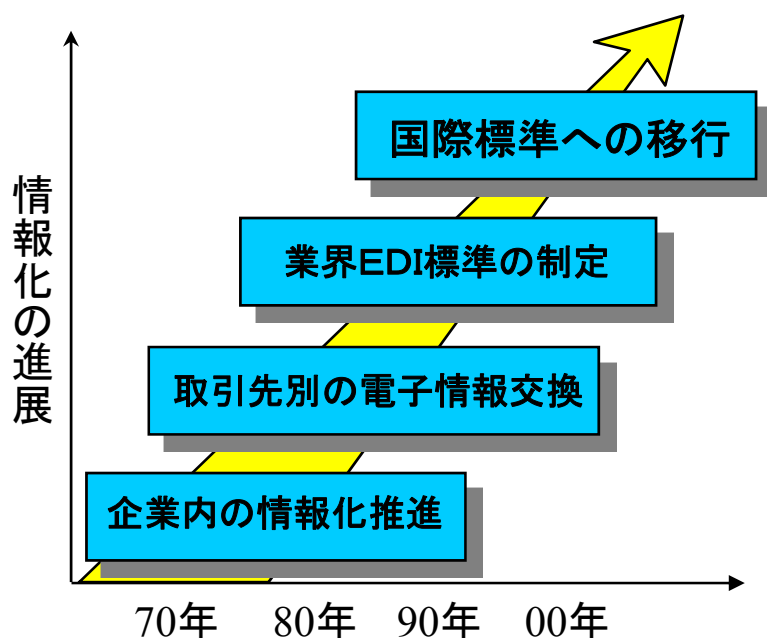 国際標準への移行
業界EDI標準の制定
取引先別の電子情報交換
企業内の情報化推進
情報化の進展
70年 80年 90年 00年